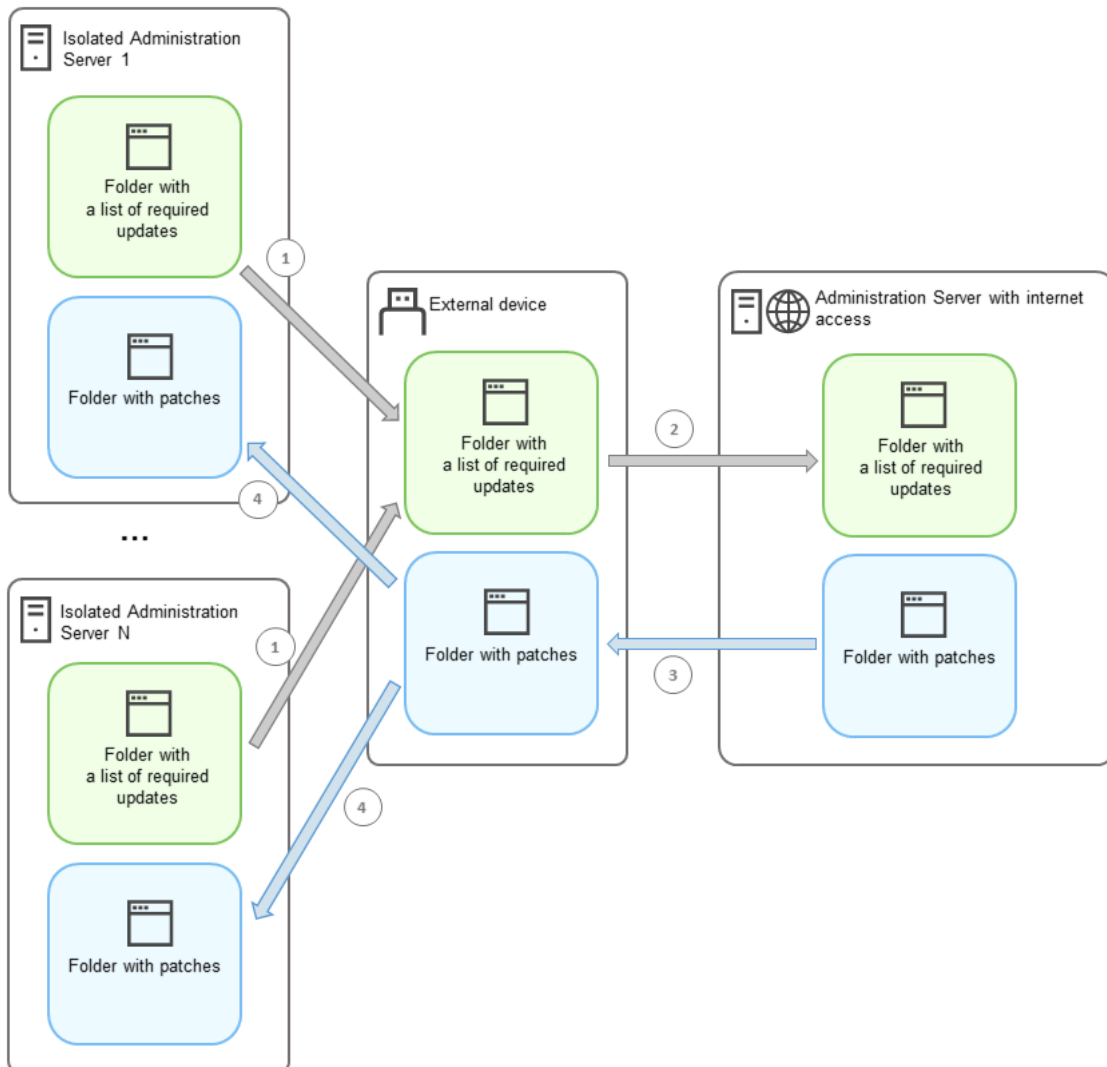 Isolated Administration
Server 1
Folder with
a list of required
updates
Folder with patches
1
4
...
Isolated Administration
Server N
Folder with
a list of required
updates
Folder with patches
1
4
External device
Folder with
a list of required
updates
Folder with patches
2
3
Administration Server with internet
access
Folder with
a list of required
updates
Folder with patches